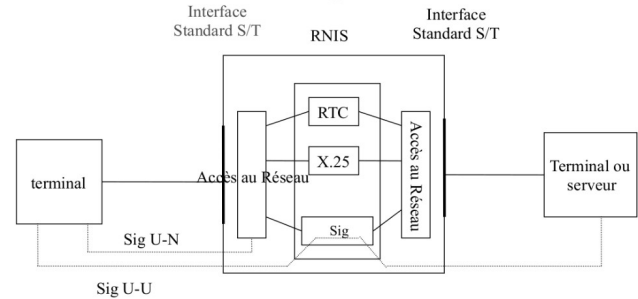 Interface
Standard S/T
RNIS
Interface
Standard S/T
RTC
X.25
Sig
Accès au Réseau
Accès au Réseau
terminal
Terminal ou
serveur
Sig U-N
Sig U-U